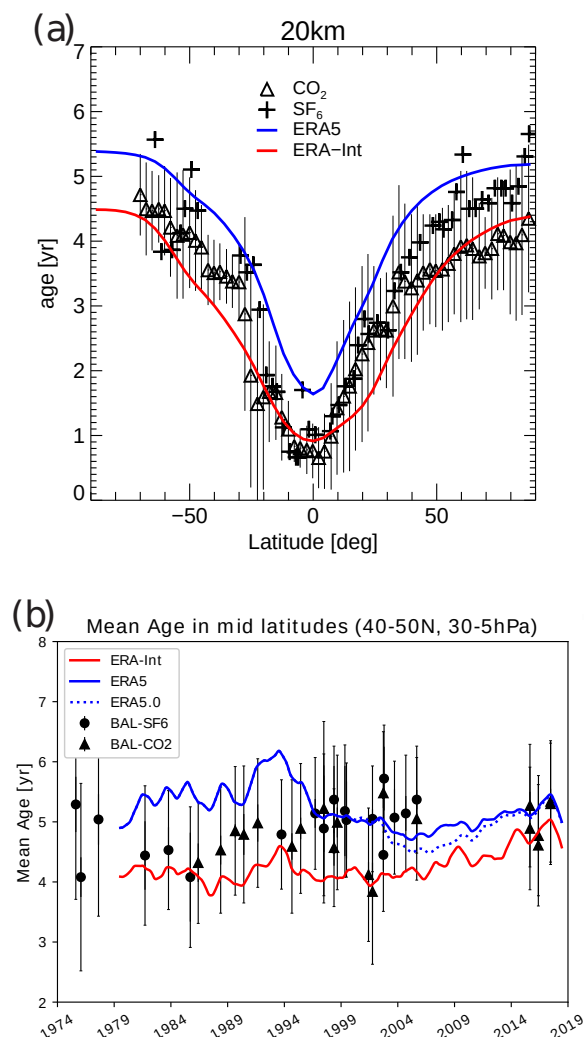 (a)
20km
7
6
5
4
3
2
1
0
age [yr]
CO₂
SF₆
ERA5
ERA−Int
−50
0
50
Latitude [deg]
(b)
Mean Age in mid latitudes (40-50N, 30-5hPa)
8
7
6
5
4
3
2
Mean Age [yr]
ERA-Int
ERA5
ERA5.0
BAL-SF6
BAL-CO2
1974
1979
1984
1989
1994
1999
2004
2009
2014
2019